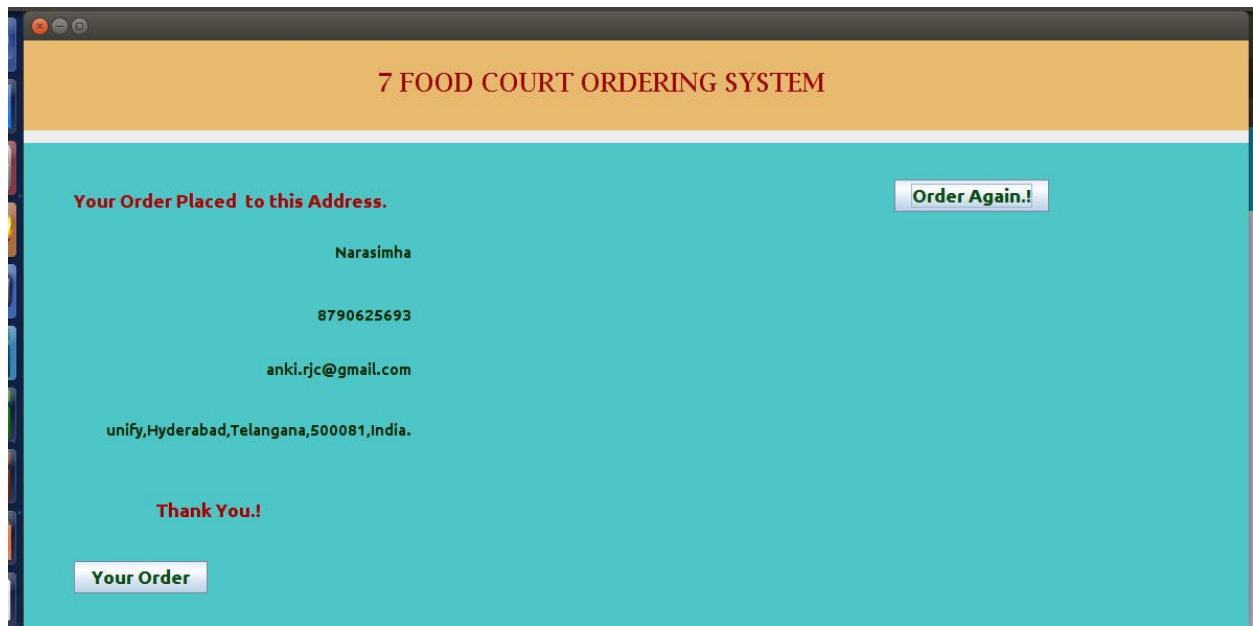 7 FOOD COURT ORDERING SYSTEM
Your Order Placed to this Address.
Order Again.!
Narasimha
8790625693
anki.rjc@gmail.com
unify,Hyderabad,Telangana,500081,India.
Thank You.!
Your Order